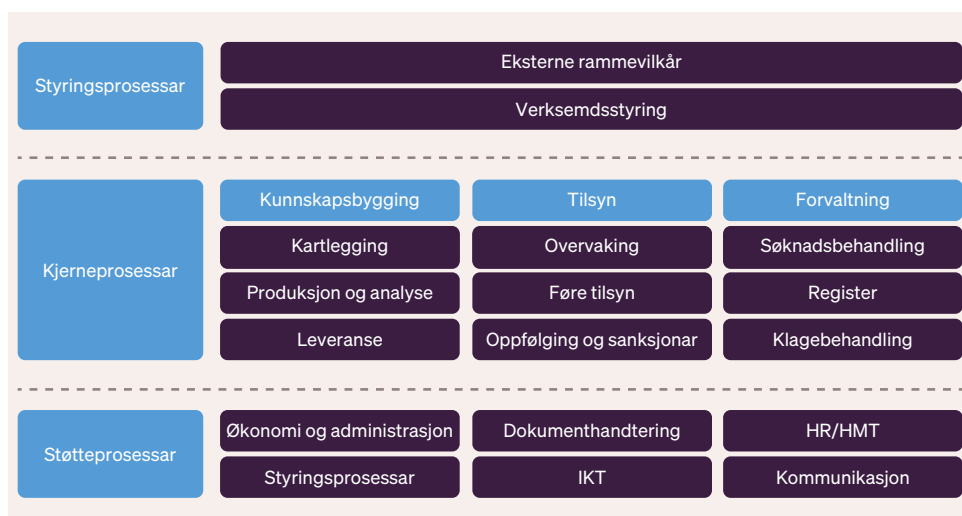 Styringsprosessar
Eksterne rammevilkår
Verksemdsstyring
Kjerneprosessar
Kunnskapsbygging
Tilsyn
Forvaltning
Kartlegging
Overvaking
Søknadsbehandling
Produksjon og analyse
Føre tilsyn
Register
Leveranse
Oppfølging og sanksjonar
Klagebehandling
Støtteprosessar
Økonomi og administrasjon
Dokumenthandtering
HR/HMT
Styringsprosessar
IKT
Kommunikasjon